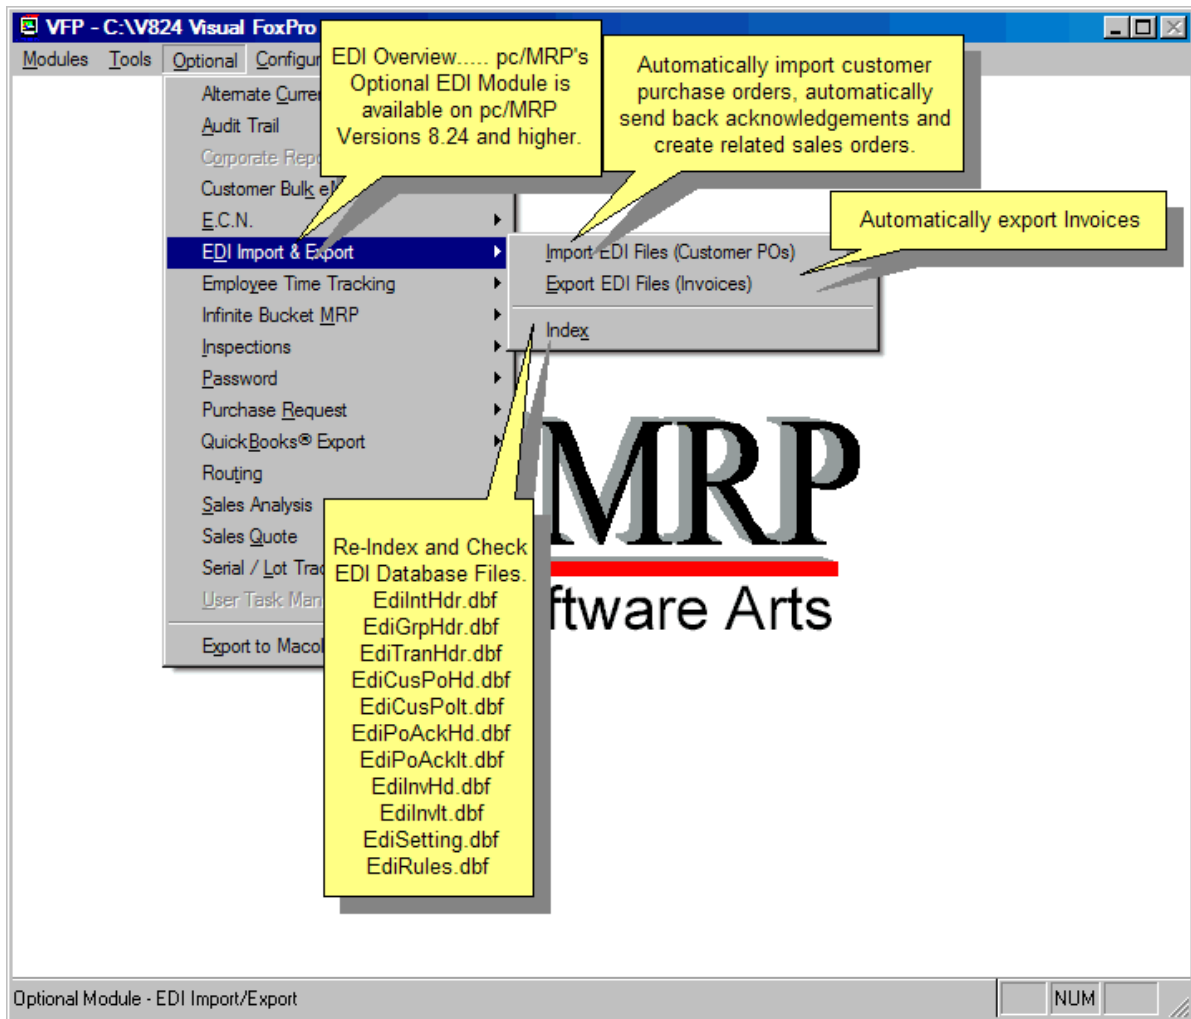 VFP - C:\V824 Visual FoxPro
Modules Tools Optional Configur
EDI Overview..... pc/MRP's
Optional EDI Module is
available on pc/MRP
Versions 8.24 and higher.
Automatically import customer
purchase orders, automatically
send back acknowledgements and
create related sales orders.
Automatically export Invoices
Alternate Curre
Audit Trail
Corporate Repo
Customer Bulk eM
E.C.N.
EDI Import & Export
Employee Time Tracking
Infinite Bucket MRP
Inspections
Password
Purchase Request
QuickBooks® Export
Routing
Sales Analysis
Sales Quote
Serial / Lot Trac
User Task Man
Export to Macol
Import EDI Files (Customer POs)
Export EDI Files (Invoices)
Index
MRP
ftware Arts
Re-Index and Check
EDI Database Files.
EdiIntHdr.dbf
EdiGrpHdr.dbf
EdiTranHdr.dbf
EdiCusPoHd.dbf
EdiCusPoIt.dbf
EdiPoAckHd.dbf
EdiPoAckIt.dbf
EdiInvHd.dbf
EdiInvIt.dbf
EdiSetting.dbf
EdiRules.dbf
Optional Module - EDI Import/Export
NUM